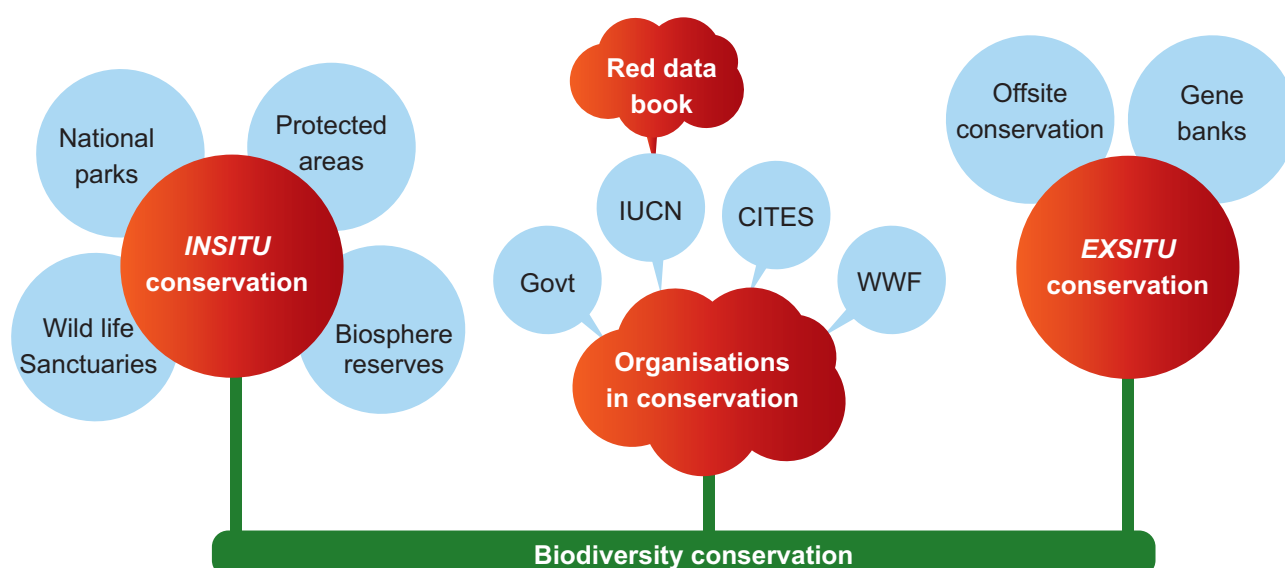 Red data
book
National
parks
Protected
areas
Offsite
conservation
Gene
banks
IUCN
CITES
INSITU
conservation
EXSITU
conservation
Govt
WWF
Wild life
Sanctuaries
Biosphere
reserves
Organisations
in conservation
Biodiversity conservation